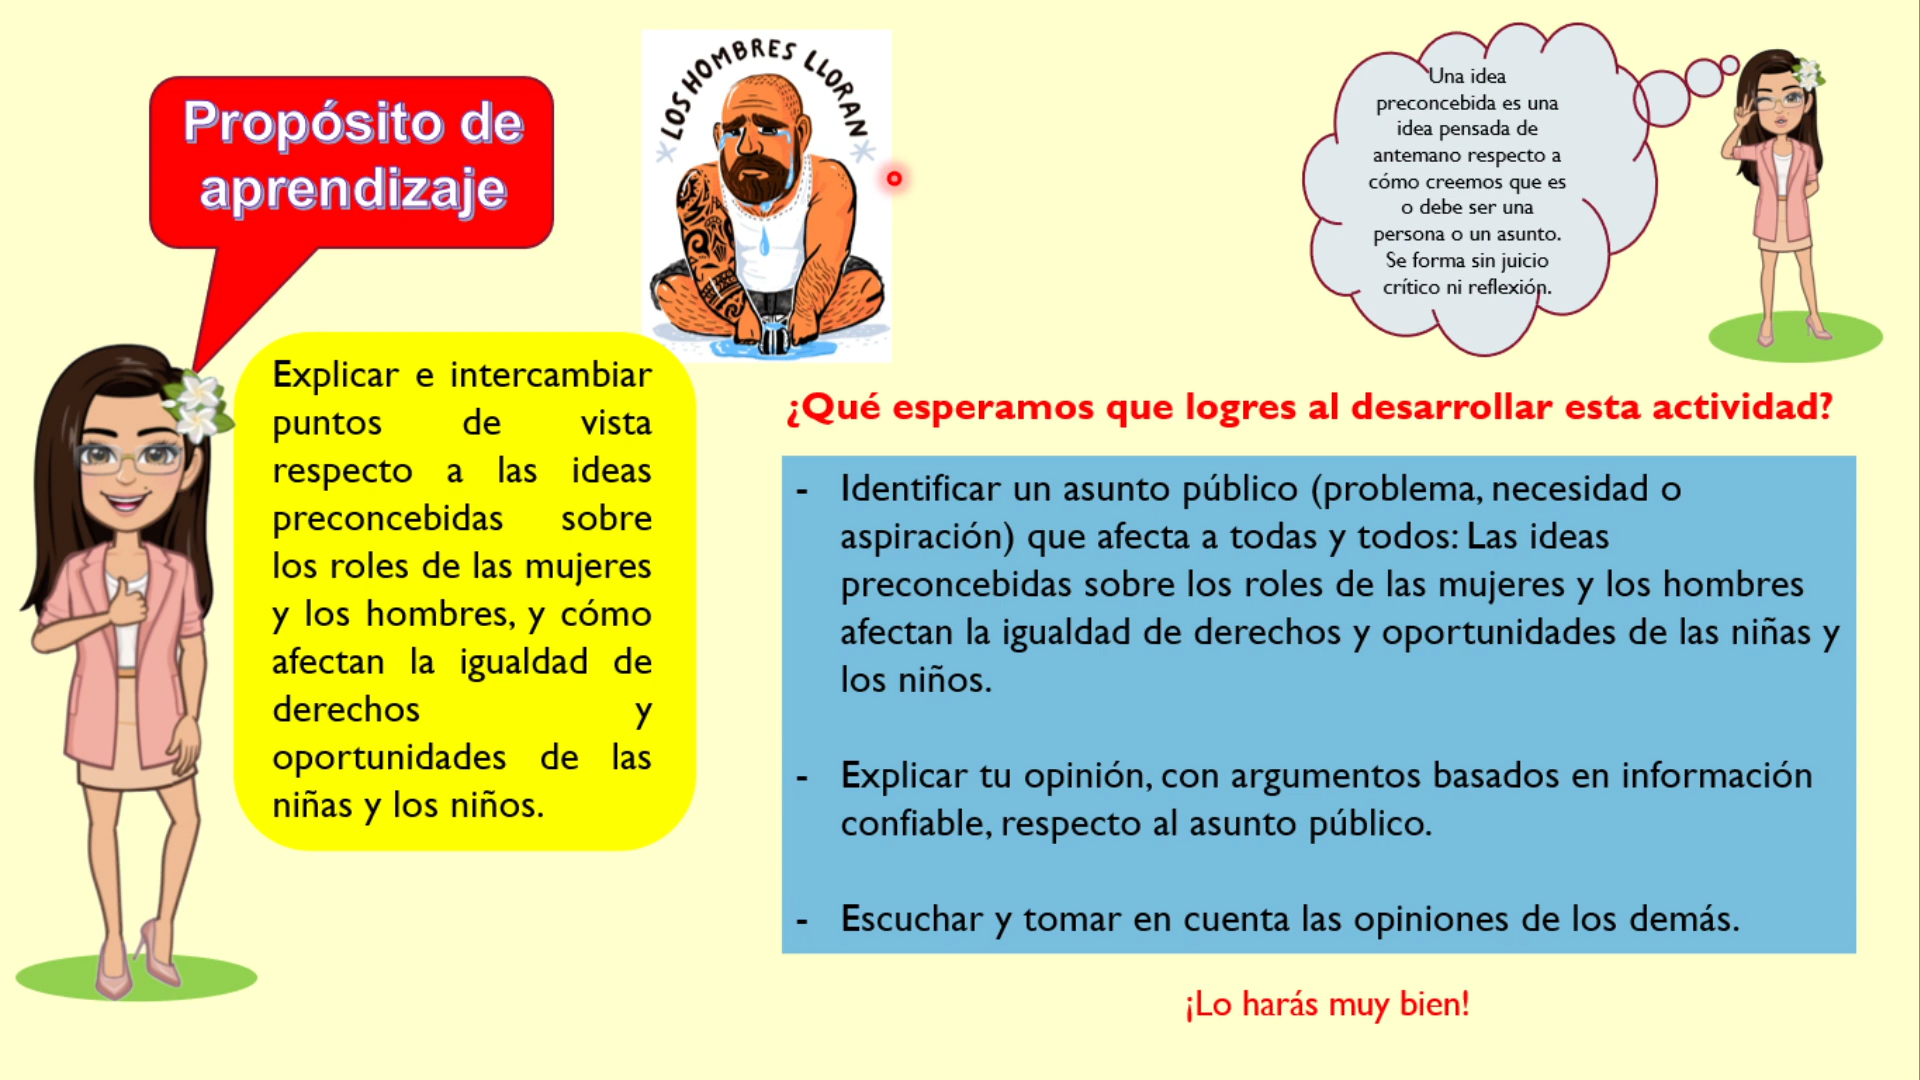 Propósito de
aprendizaje
LOS HOMBRES LLORAN
Una idea
preconcebida es una
idea pensada de
antemano respecto a
cómo creemos que es
o debe ser una
persona o un asunto.
Se forma sin juicio
crítico ni reflexión.
Explicar e intercambiar
puntos de vista
respecto a las ideas
preconcebidas sobre
los roles de las mujeres
y los hombres, y cómo
afectan la igualdad de
derechos y
oportunidades de las
niñas y los niños.
¿Qué esperamos que logres al desarrollar esta actividad?
- Identificar un asunto público (problema, necesidad o
aspiración) que afecta a todas y todos: Las ideas
preconcebidas sobre los roles de las mujeres y los hombres
afectan la igualdad de derechos y oportunidades de las niñas y
los niños.
- Explicar tu opinión, con argumentos basados en información
confiable, respecto al asunto público.
- Escuchar y tomar en cuenta las opiniones de los demás.
¡Lo harás muy bien!